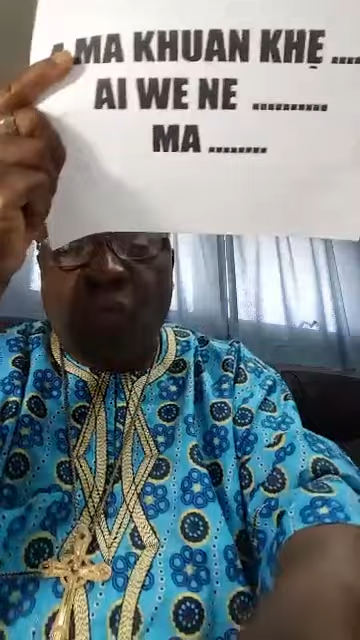 A MA KHUAN KHẸ ....
AI WE NE ..........
MA ........